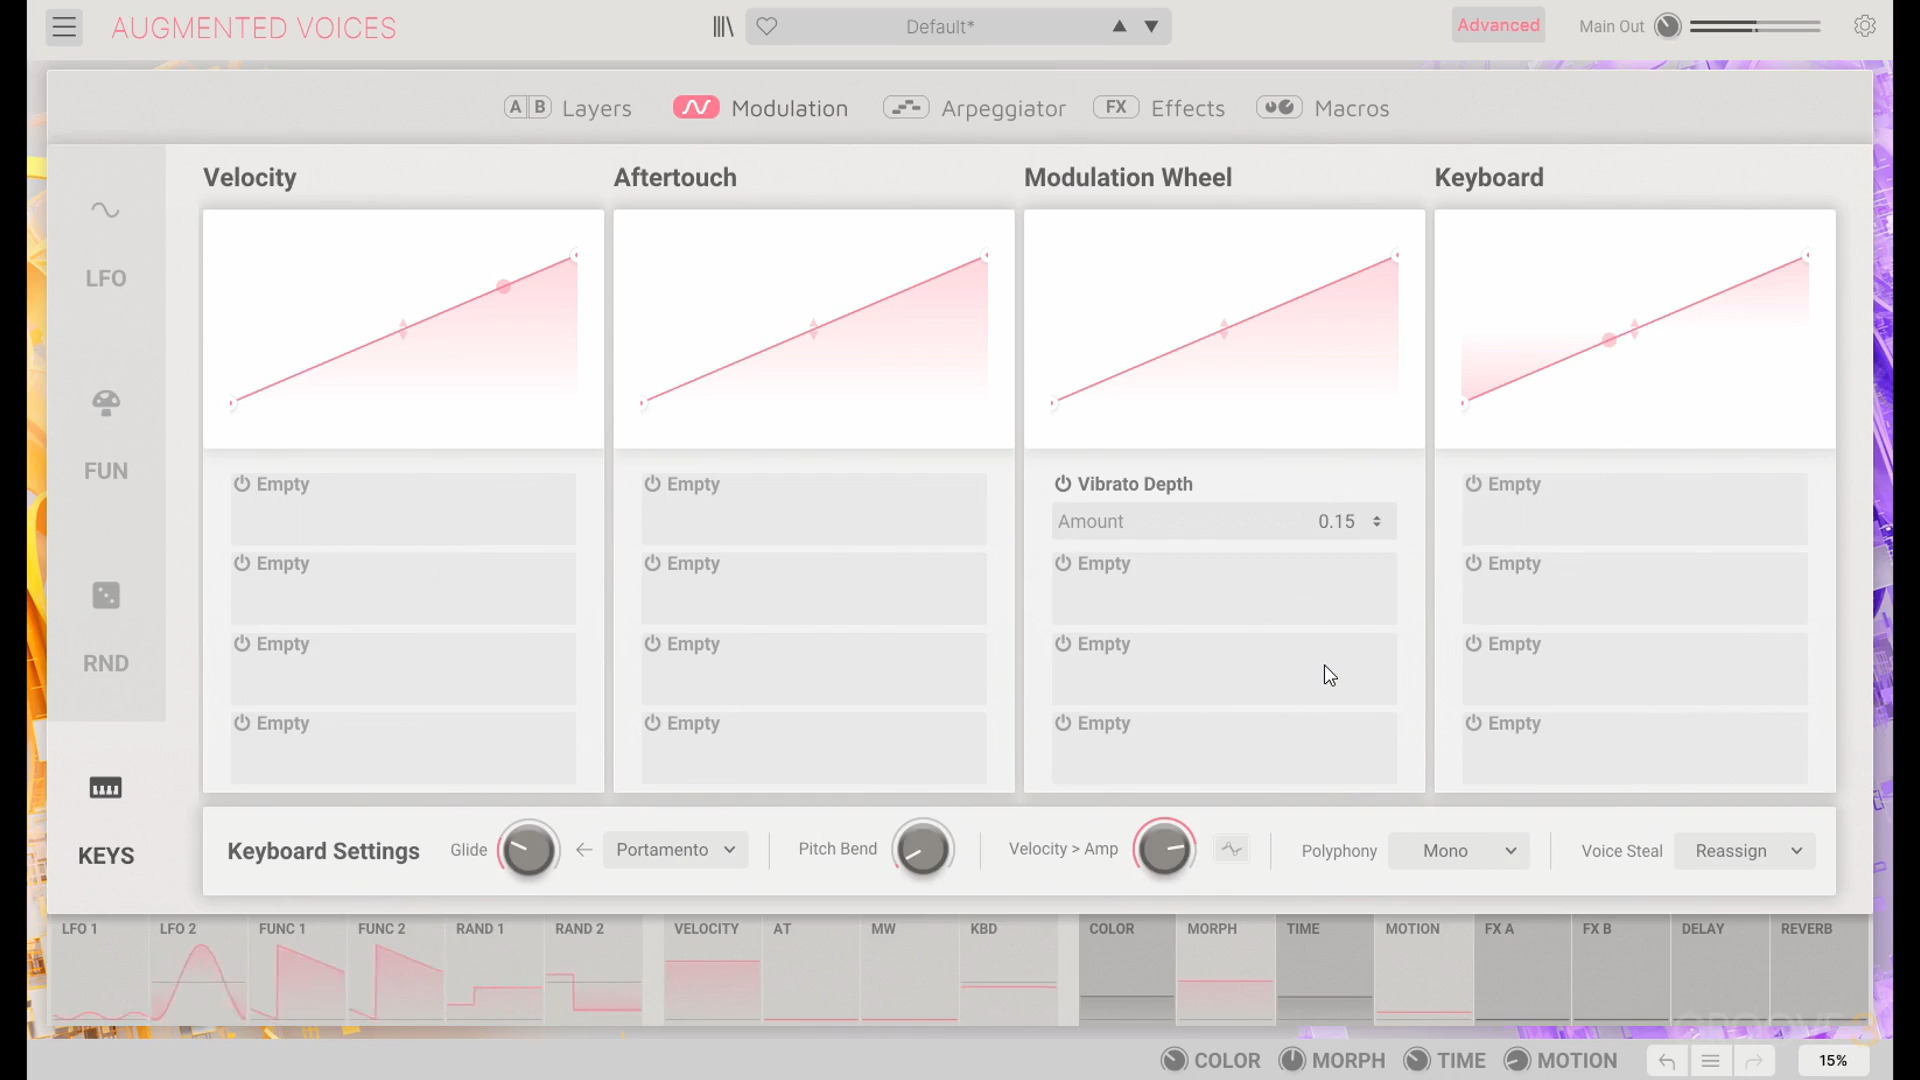 AUGMENTED VOICES
Default*
Advanced
Main Out
A B Layers
Modulation
Arpeggiator
FX Effects
Macros
LFO
FUN
RND
KEYS
Velocity
Empty
Empty
Empty
Empty
Aftertouch
Empty
Empty
Empty
Empty
Modulation Wheel
Vibrato Depth
Amount 0.15
Empty
Empty
Empty
Keyboard
Empty
Empty
Empty
Empty
Keyboard Settings
Glide
Portamento
Pitch Bend
Velocity > Amp
Polyphony
Mono
Voice Steal
Reassign
LFO 1
LFO 2
FUNC 1
FUNC 2
RAND 1
RAND 2
VELOCITY
AT
MW
KBD
COLOR
MORPH
TIME
MOTION
FX A
FX B
DELAY
REVERB
COLOR
MORPH
TIME
MOTION
15%